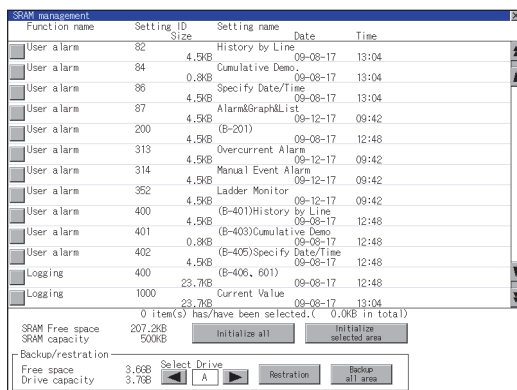 SRAM management
Function name Setting ID Setting name
Size Date Time
User alarm 82 History by Line
4.5KB 09-08-17 13:04
User alarm 84 Cumulative Demo.
0.8KB 09-08-17 13:04
User alarm 86 Specify Date/Time
4.5KB 09-08-17 13:04
User alarm 87 Alarm&Graph&List
4.5KB 09-12-17 09:42
User alarm 200 (B-201)
4.5KB 09-08-17 12:48
User alarm 313 Overcurrent Alarm
4.5KB 09-12-17 09:42
User alarm 314 Manual Event Alarm
4.5KB 09-12-17 09:42
User alarm 352 Ladder Monitor
4.5KB 09-12-17 09:42
User alarm 400 (B-401)History by Line
4.5KB 09-08-17 12:48
User alarm 401 (B-403)Cumulative Demo
0.8KB 09-08-17 12:48
User alarm 402 (B-405)Specify Date/Time
4.5KB 09-08-17 12:48
Logging 400 (B-406、601)
23.7KB 09-08-17 12:48
Logging 1000 Current Value
23.7KB 09-08-17 13:04
0 item(s) has/have been selected.( 0.0KB in total)
SRAM Free space 207.2KB
SRAM capacity 500KB
Initialize all
Initialize
selected area
Backup/restration
Free space 3.6GB
Drive capacity 3.7GB
Select Drive
A
Restration
Backup
all area